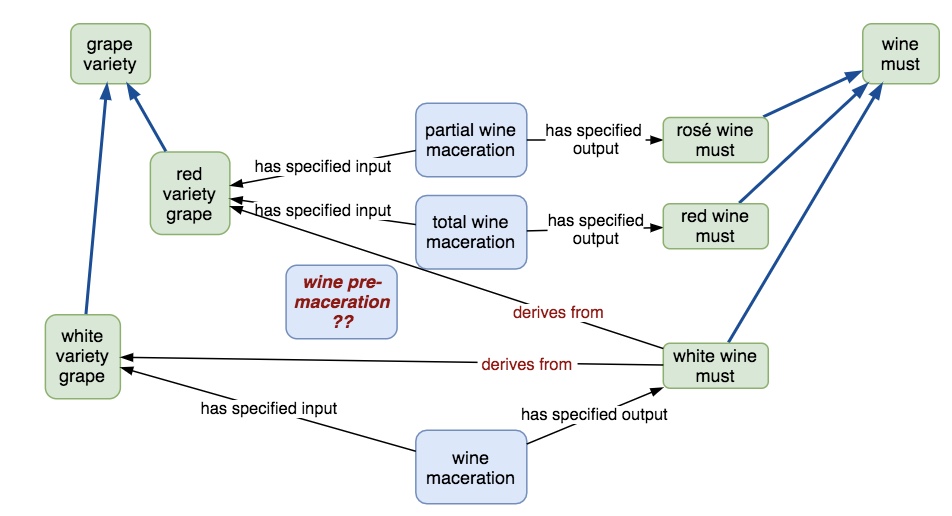 grape
variety
wine
must
partial wine
maceration
has specified
output
rosé wine
must
has specified input
red
variety
grape
has specified input
total wine
maceration
has specified
output
red wine
must
wine pre-
maceration
??
derives from
white
variety
grape
derives from
white wine
must
has specified input
has specified output
wine
maceration